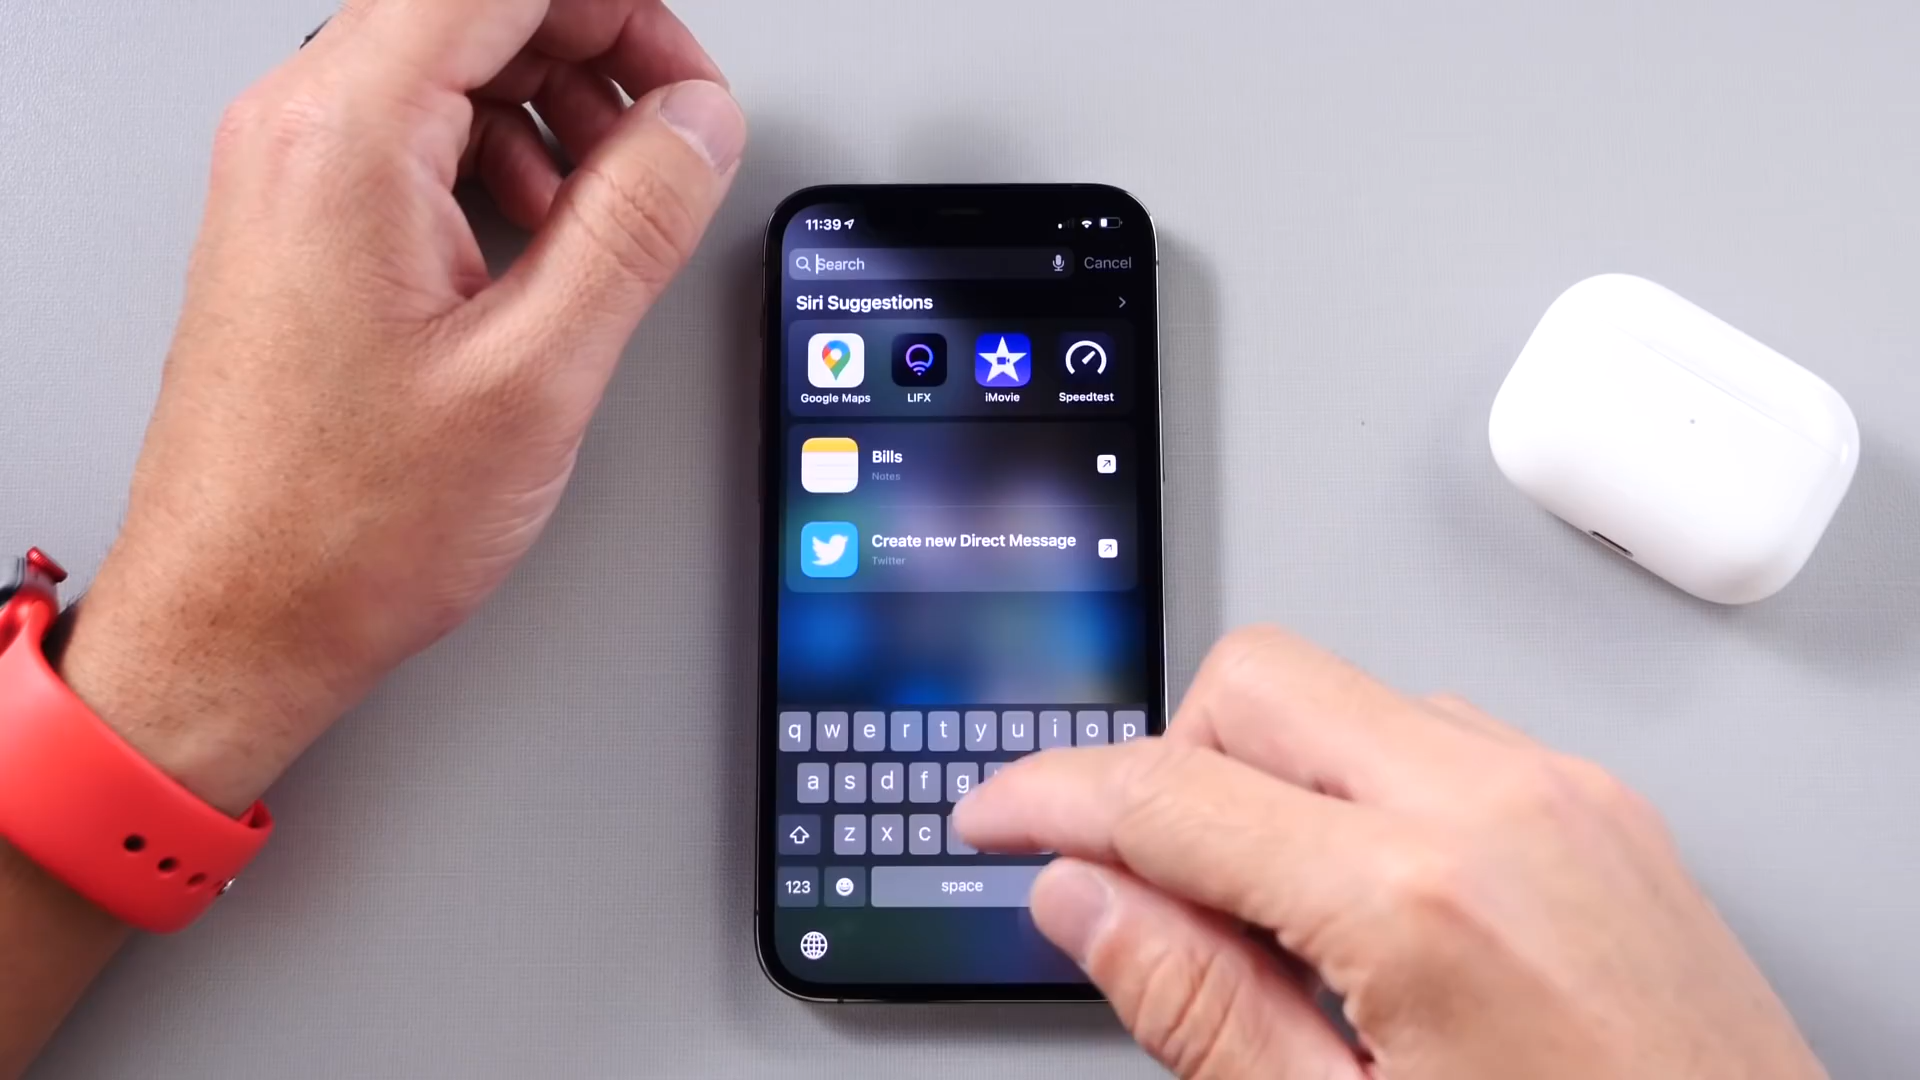 11:39
Search
Cancel
Siri Suggestions
Google Maps
LIFX
iMovie
Speedtest
Bills
Notes
Create new Direct Message
Twitter
q w e r t y u i o p
a s d f g
z x c
123
space